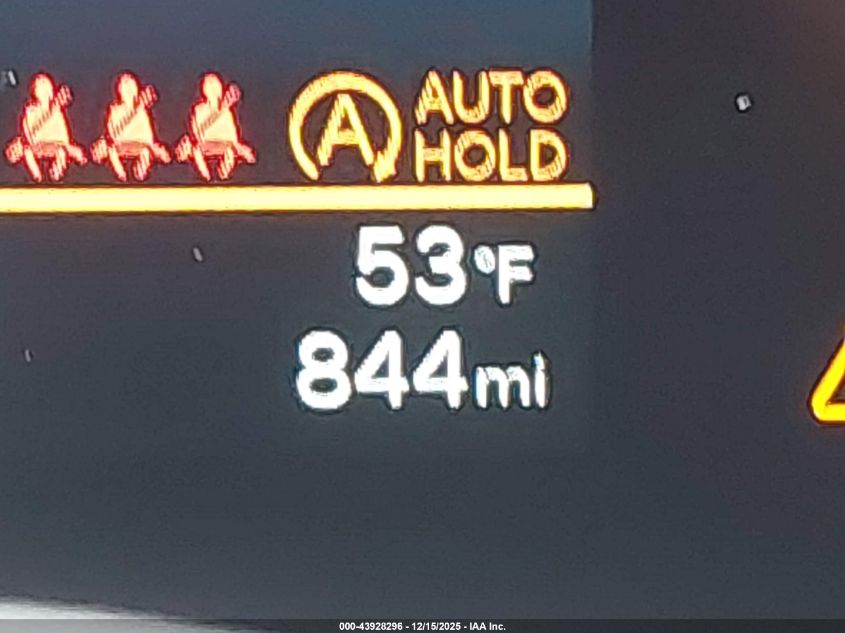 A AUTO
HOLD
53°F
844mi
000-43928296 - 12/15/2025 - IAA Inc.